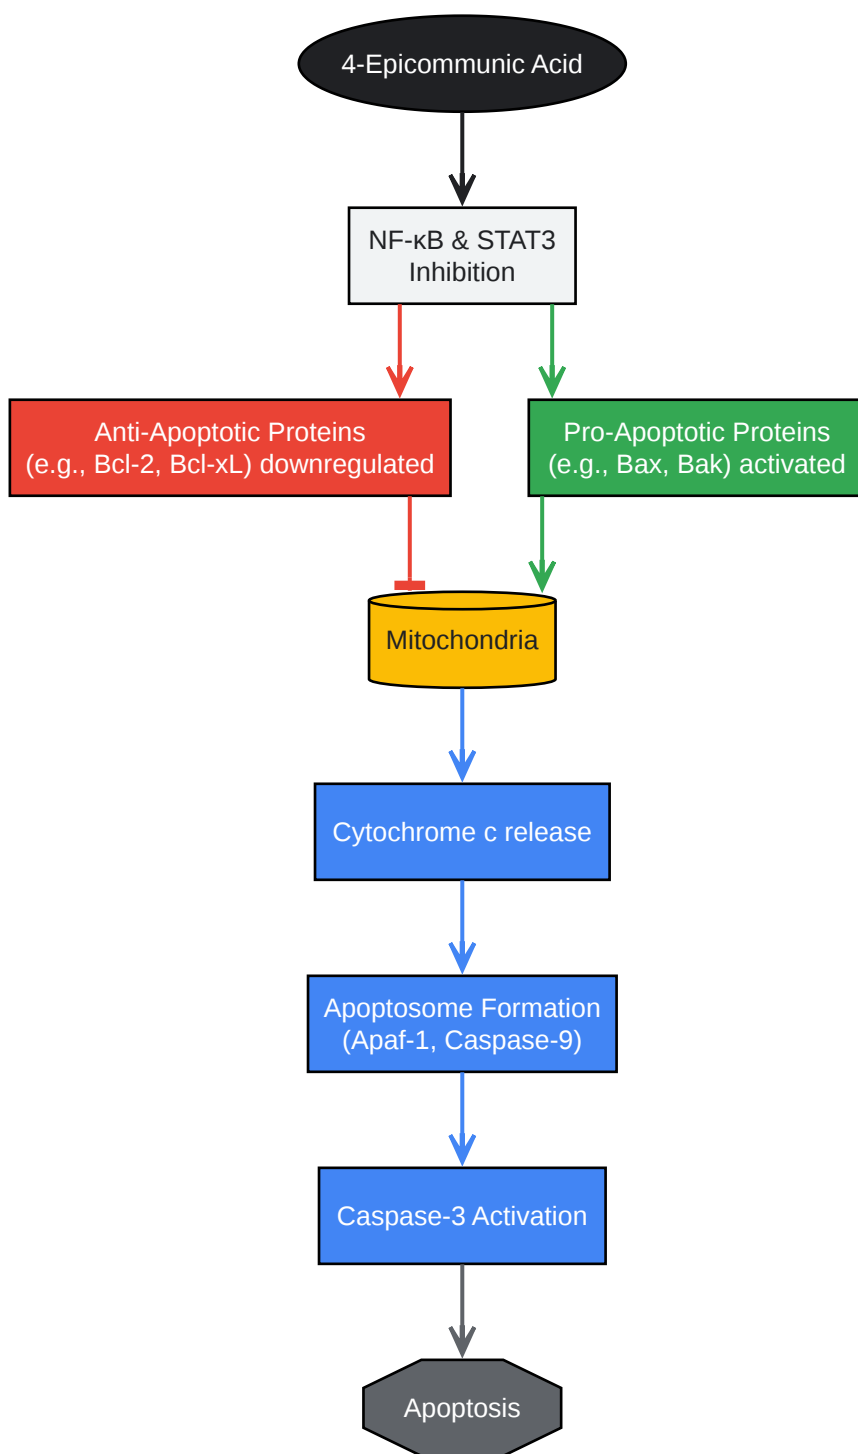 4-Epicommunic Acid
NF-κB & STAT3
Inhibition
Anti-Apoptotic Proteins
(e.g., Bcl-2, Bcl-xL) downregulated
Pro-Apoptotic Proteins
(e.g., Bax, Bak) activated
Mitochondria
Cytochrome c release
Apoptosome Formation
(Apaf-1, Caspase-9)
Caspase-3 Activation
Apoptosis